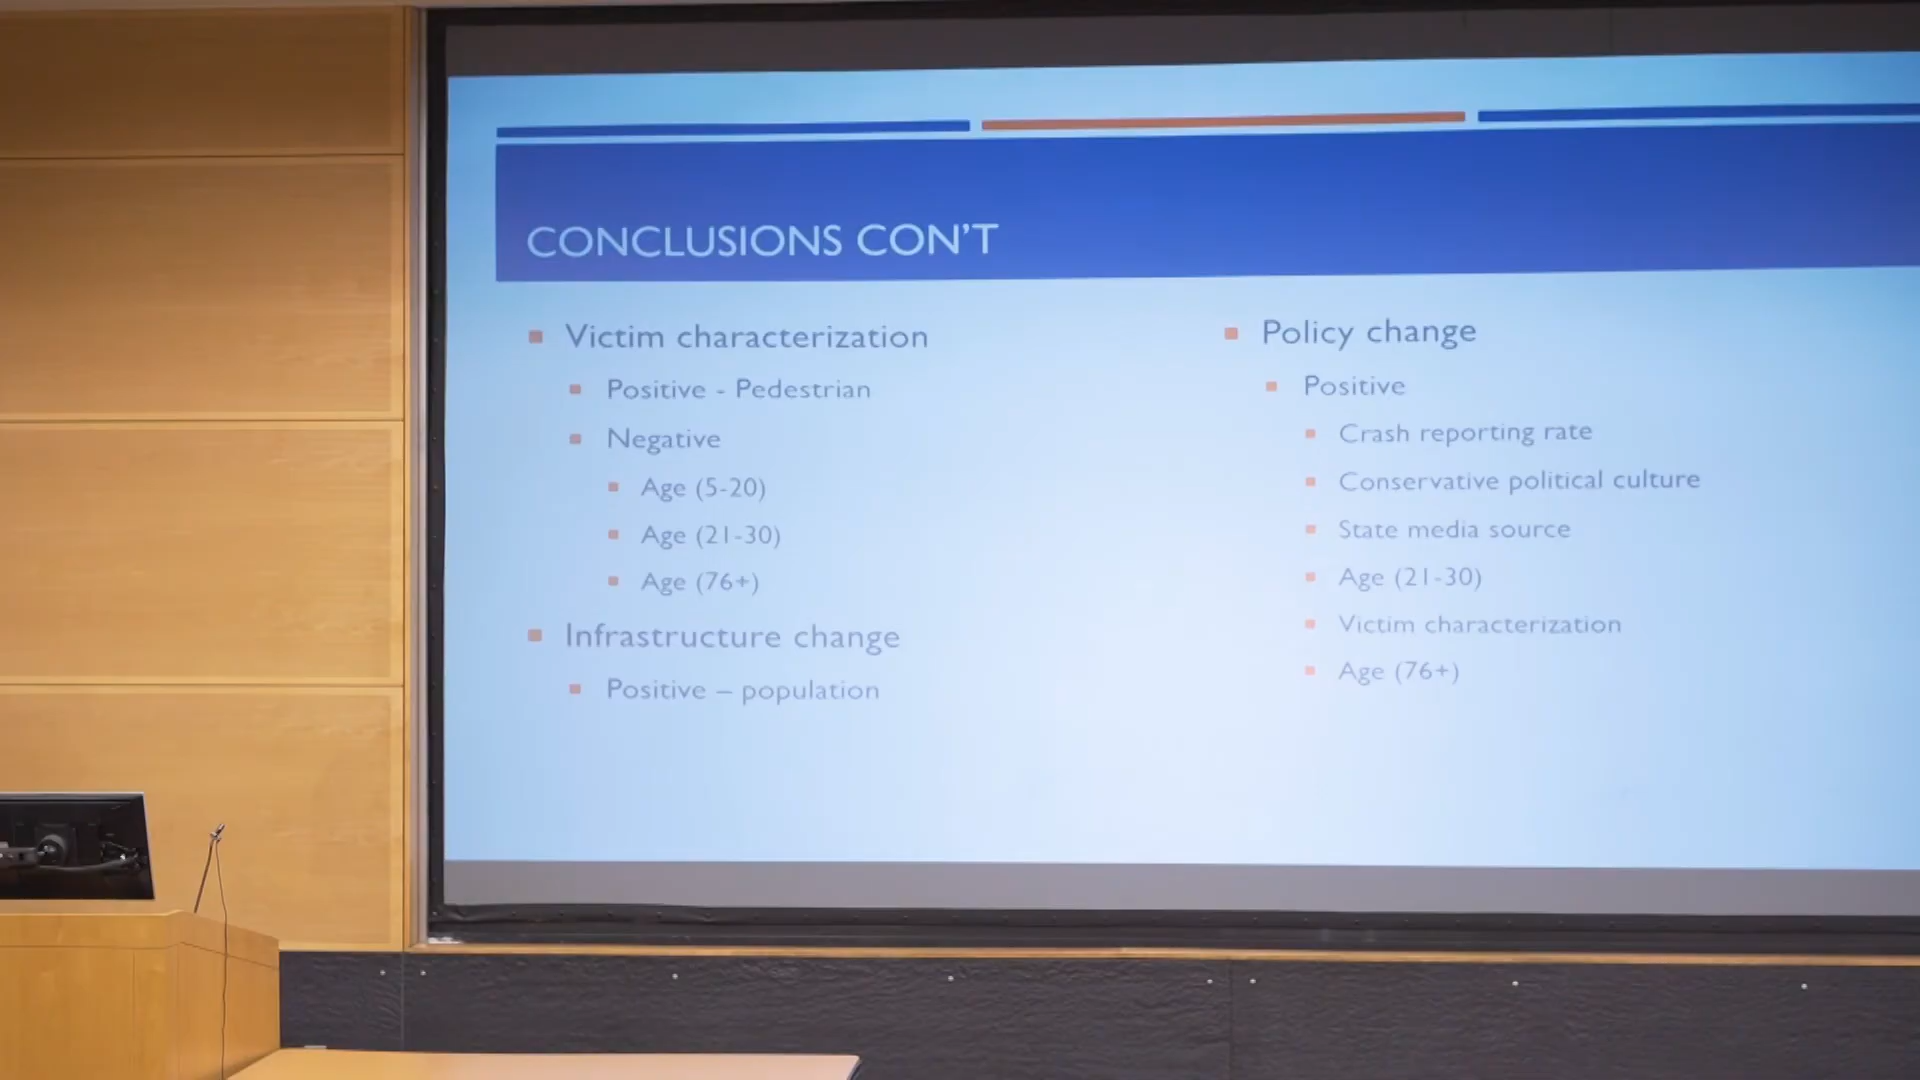 CONCLUSIONS CON'T
Victim characterization
Positive - Pedestrian
Negative
Age (5-20)
Age (21-30)
Age (76+)
Infrastructure change
Positive – population
Policy change
Positive
Crash reporting rate
Conservative political culture
State media source
Age (21-30)
Victim characterization
Age (76+)